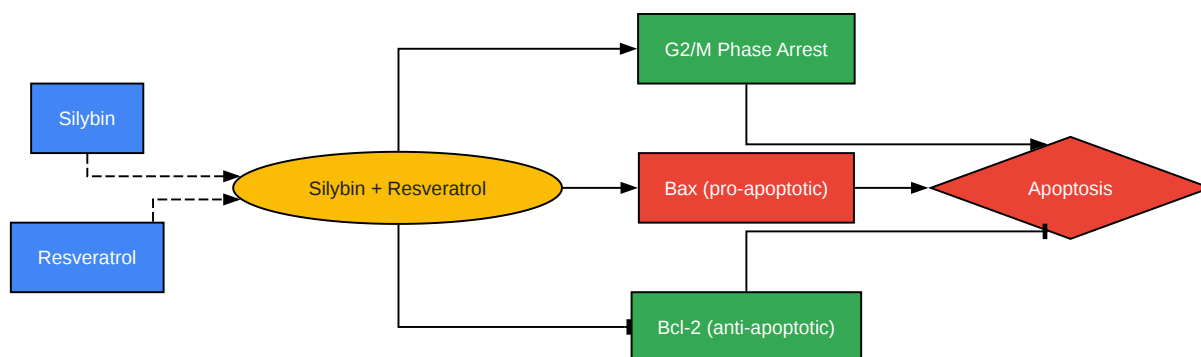 G2/M Phase Arrest
Silybin
Silybin + Resveratrol
Bax (pro-apoptotic)
Apoptosis
Resveratrol
Bcl-2 (anti-apoptotic)